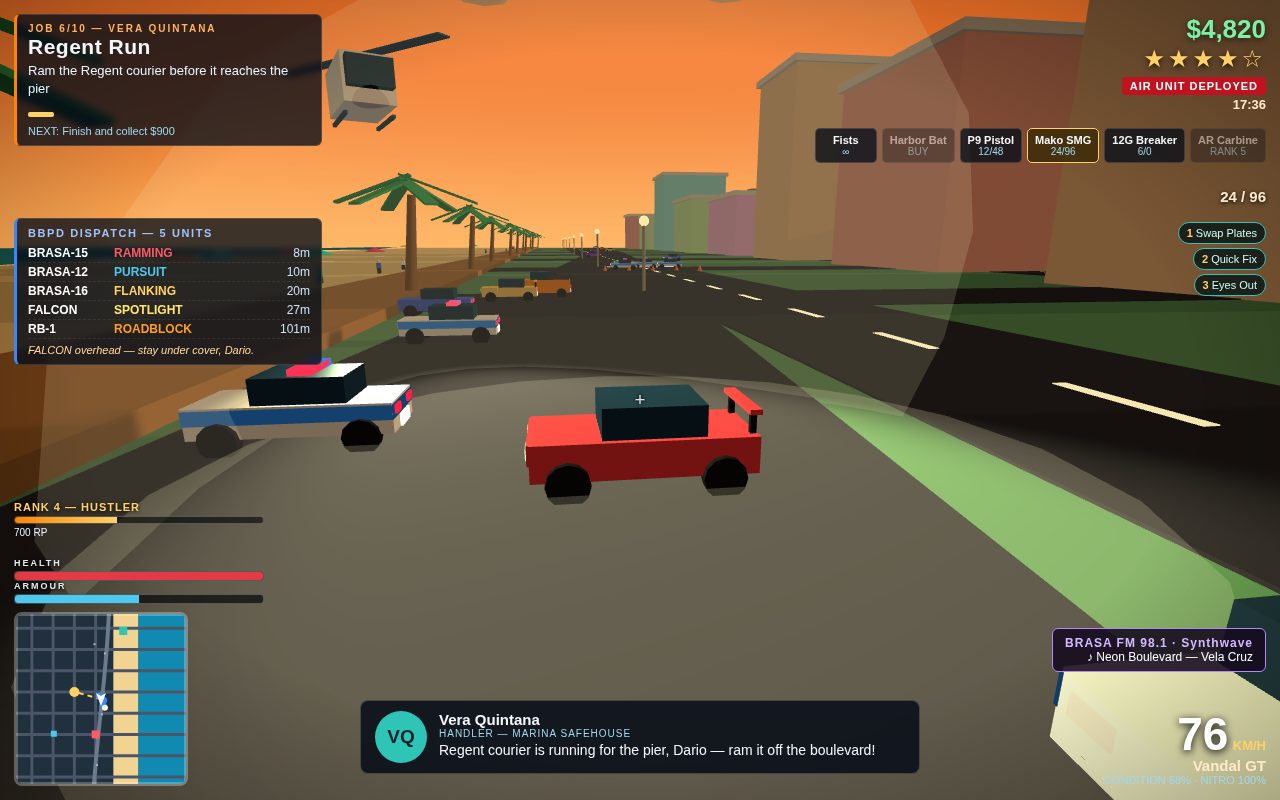 JOB 6/10 — VERA QUINTANA
Regent Run
Ram the Regent courier before it reaches the
pier
NEXT: Finish and collect $900
$4,820
★★★★☆
AIR UNIT DEPLOYED
17:36
Fists
∞
Harbor Bat
BUY
P9 Pistol
12/48
Mako SMG
24/96
12G Breaker
6/0
AR Carbine
RANK 5
24 / 96
1 Swap Plates
2 Quick Fix
3 Eyes Out
BBPD DISPATCH — 5 UNITS
BRASA-15 RAMMING 8m
BRASA-12 PURSUIT 10m
BRASA-16 FLANKING 20m
FALCON SPOTLIGHT 27m
RB-1 ROADBLOCK 101m
FALCON overhead — stay under cover, Dario.
RANK 4 — HUSTLER
700 RP
HEALTH
ARMOUR
BRASA FM 98.1 · Synthwave
♪ Neon Boulevard — Vela Cruz
VQ
Vera Quintana
HANDLER — MARINA SAFEHOUSE
Regent courier is running for the pier, Dario — ram it off the boulevard!
76 KM/H
Vandal GT
NITRO 100%